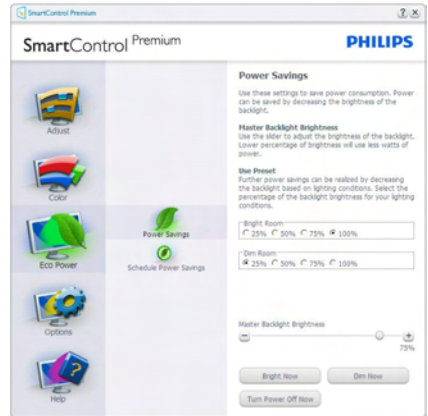 SmartControl Premium
SmartControl Premium
PHILIPS
Adjust
Color
Eco Power
Options
Help
Power Savings
Schedule Power Savings
Power Savings
Use these settings to save power consumption. Power
can be saved by decreasing the brightness of the
backlight.
Master Backlight Brightness
Use the slider to adjust the brightness of the backlight.
Lower percentage of brightness will use less watts of
power.
Use Preset
Further power savings can be realized by decreasing
the backlight based on lighting conditions. Select the
percentage of the backlight brightness for your lighting
conditions.
Bright Room
25% 50% 75% 100%
Dim Room
25% 50% 75% 100%
Master Backlight Brightness
75%
Bright Now
Dim Now
Turn Power Off Now